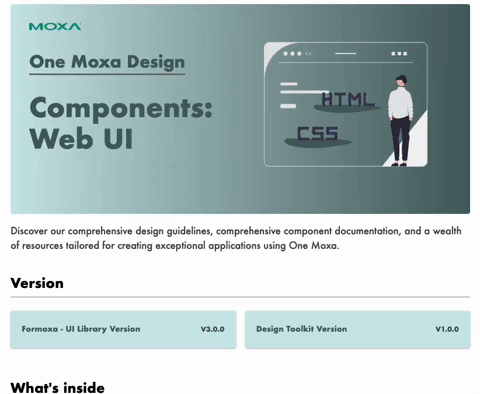 MOXA
One Moxa Design
Components:
Web UI
HTML
CSS
Discover our comprehensive design guidelines, comprehensive component documentation, and a wealth
of resources tailored for creating exceptional applications using One Moxa.
Version
Formoxa - UI Library Version V3.0.0
Design Toolkit Version V1.0.0
What's inside